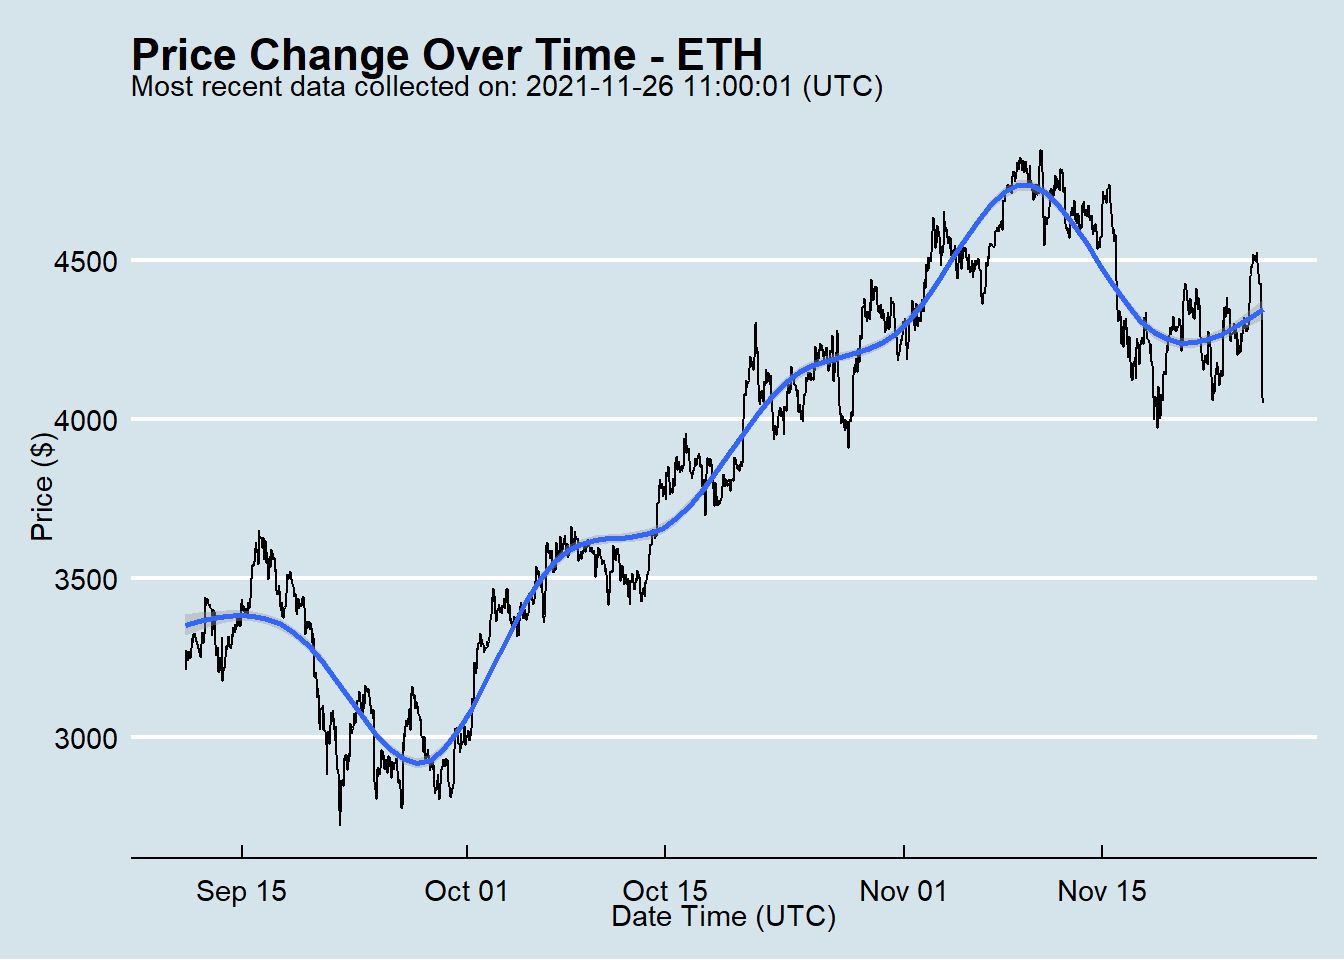 Price Change Over Time - ETH
Most recent data collected on: 2021-11-26 11:00:01 (UTC)
Price ($)
4500
4000
3500
3000
Sep 15 Oct 01 Oct 15 Nov 01 Nov 15
Date Time (UTC)